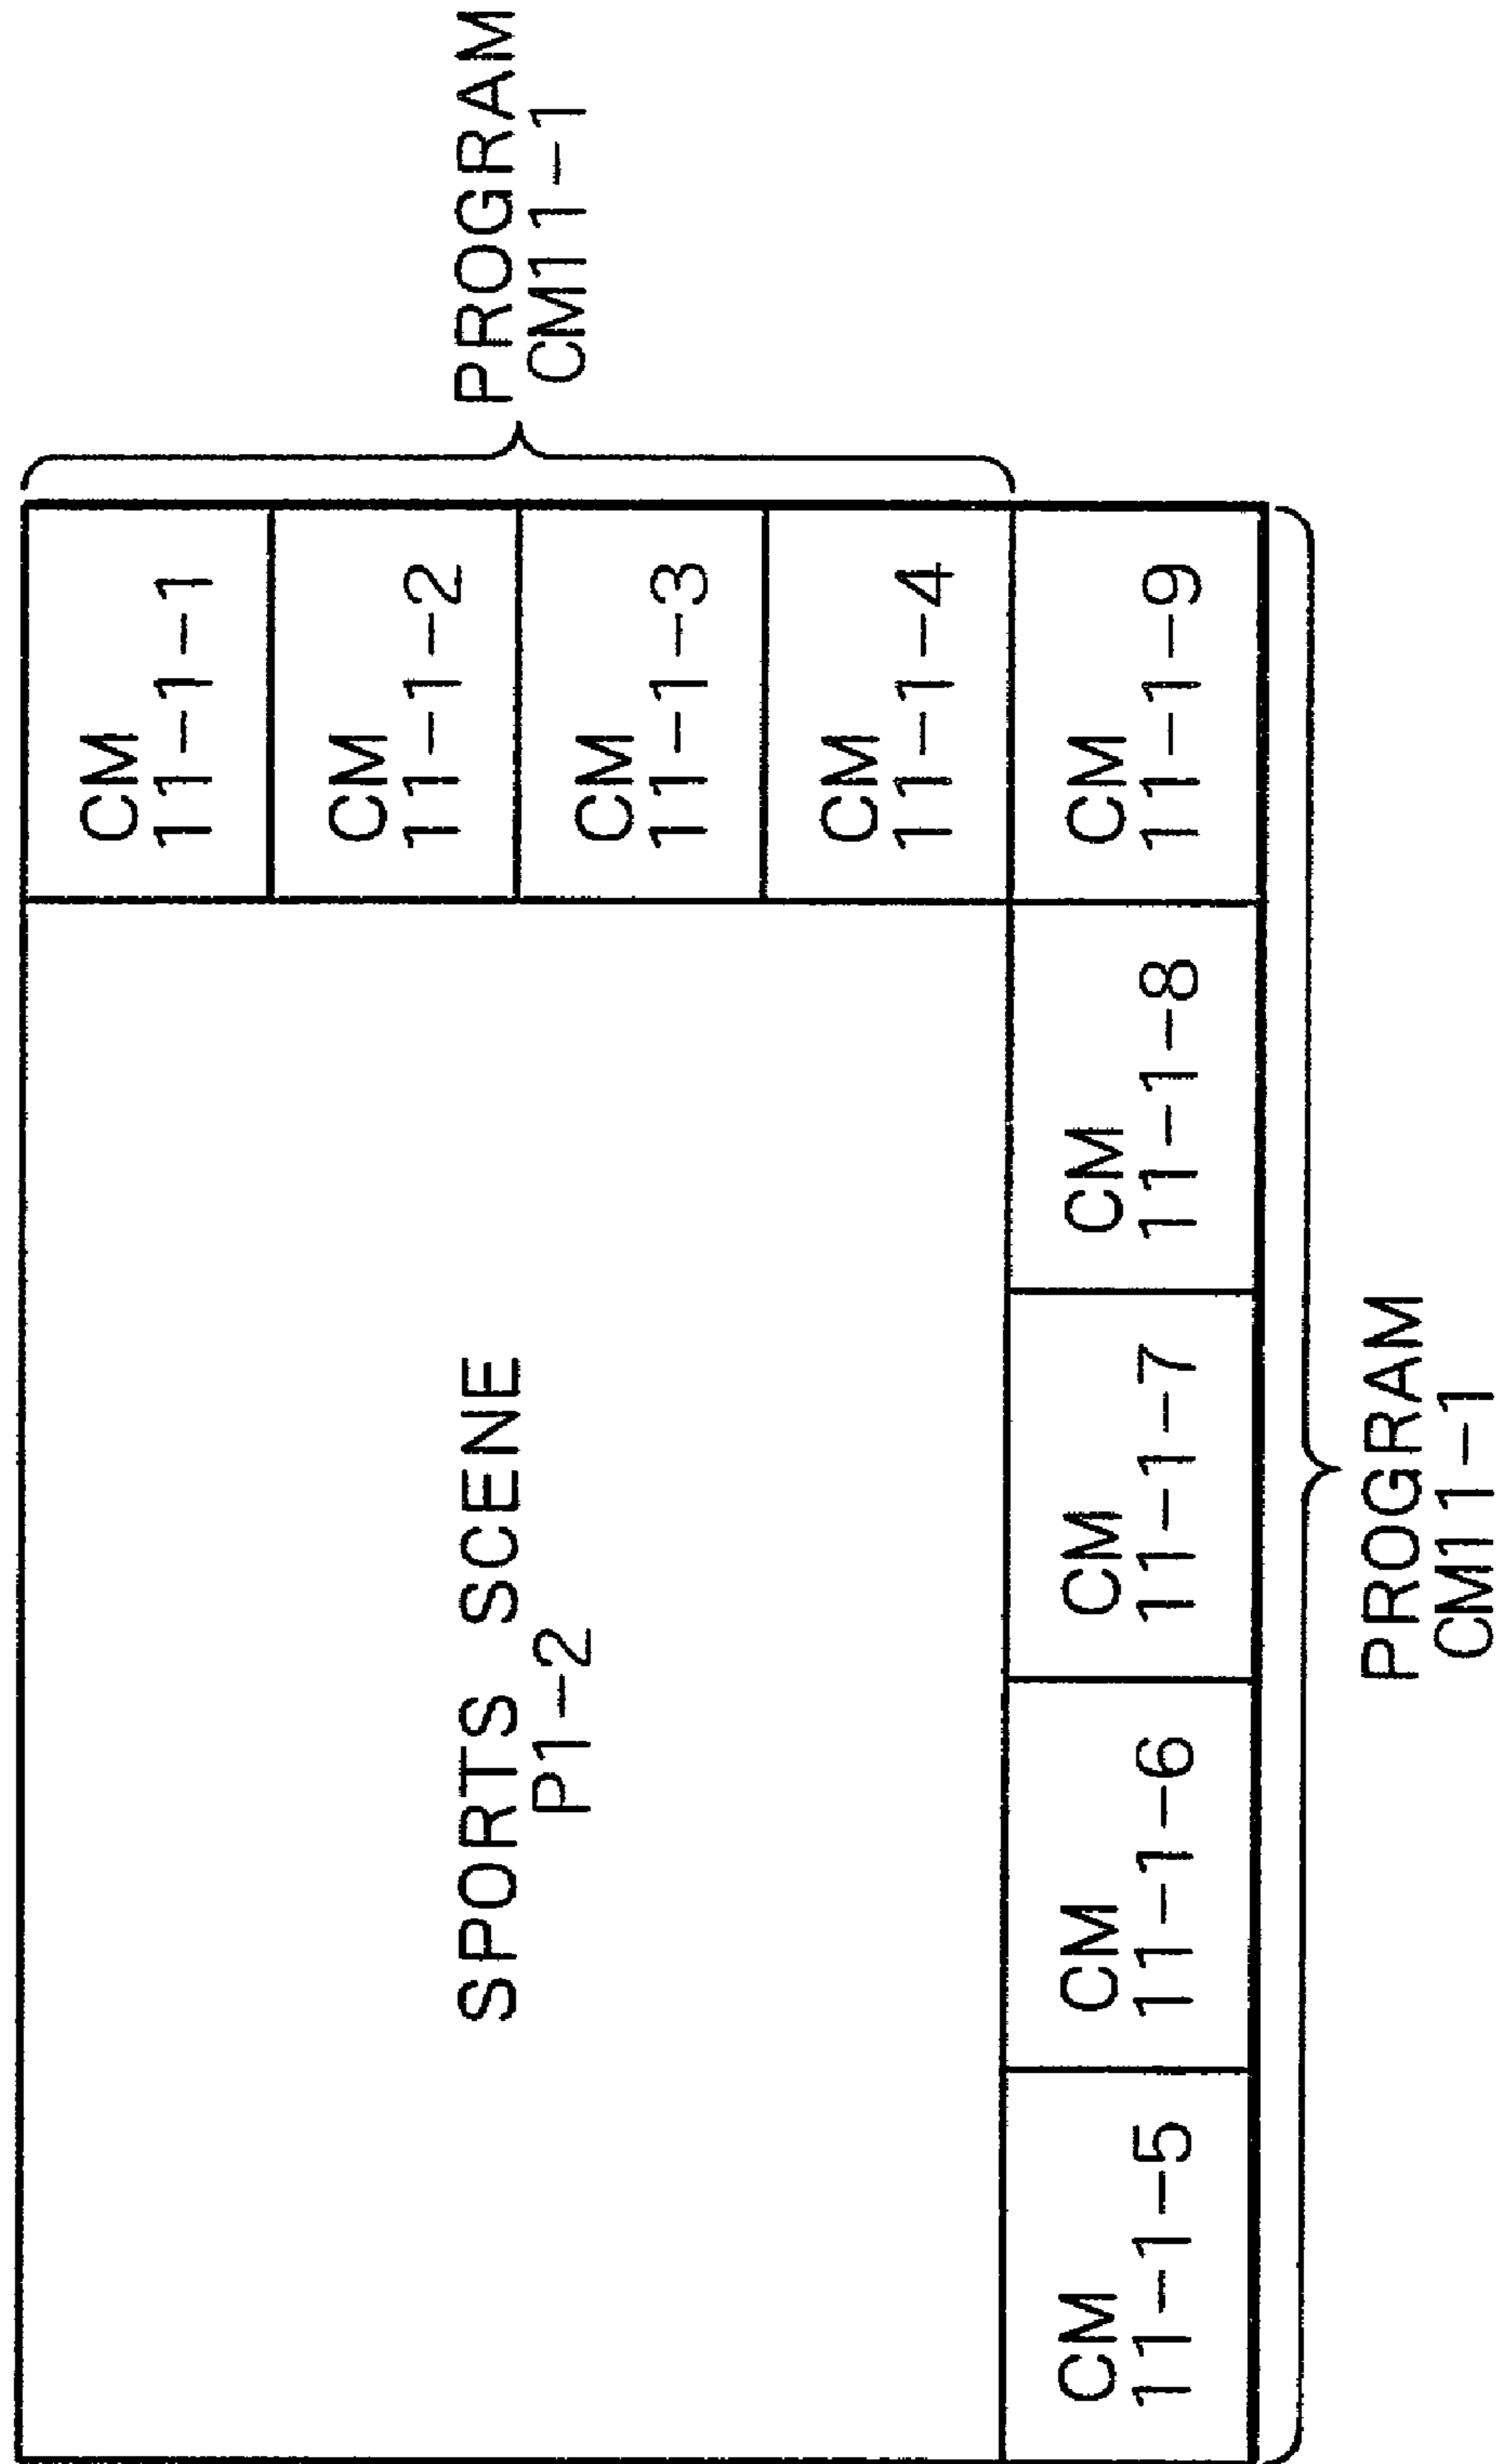 SPORTS SCENE
P1-2
CM
11-1-1
CM
11-1-2
CM
11-1-3
CM
11-1-4
PROGRAM
CM11-1
CM
11-1-5
CM
11-1-6
CM
11-1-7
CM
11-1-8
CM
11-1-9
PROGRAM
CM11-1